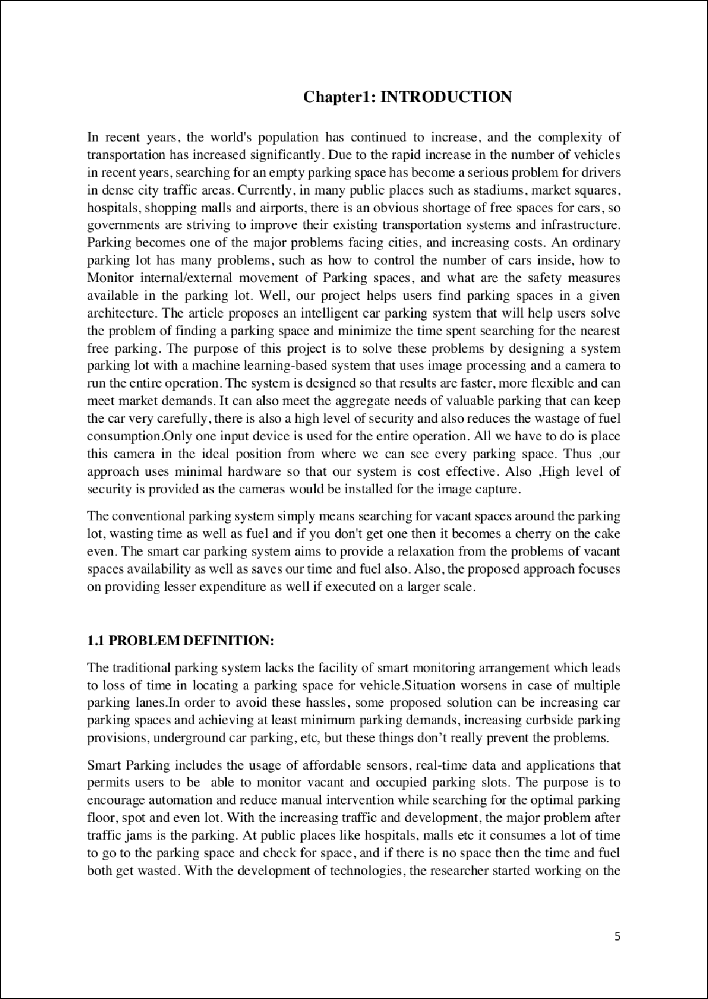 Chapter1: INTRODUCTION
In recent years, the world's population has continued to increase, and the complexity of
transportation has increased significantly. Due to the rapid increase in the number of vehicles
in recent years, searching for an empty parking space has become a serious problem for drivers
in dense city traffic areas. Currently, in many public places such as stadiums, market squares,
hospitals, shopping malls and airports, there is an obvious shortage of free spaces for cars, so
governments are striving to improve their existing transportation systems and infrastructure.
Parking becomes one of the major problems facing cities, and increasing costs. An ordinary
parking lot has many problems, such as how to control the number of cars inside, how to
Monitor internal/external movement of Parking spaces, and what are the safety measures
available in the parking lot. Well, our project helps users find parking spaces in a given
architecture. The article proposes an intelligent car parking system that will help users solve
the problem of finding a parking space and minimize the time spent searching for the nearest
free parking. The purpose of this project is to solve these problems by designing a system
parking lot with a machine learning-based system that uses image processing and a camera to
run the entire operation. The system is designed so that results are faster, more flexible and can
meet market demands. It can also meet the aggregate needs of valuable parking that can keep
the car very carefully, there is also a high level of security and also reduces the wastage of fuel
consumption.Only one input device is used for the entire operation. All we have to do is place
this camera in the ideal position from where we can see every parking space. Thus ,our
approach uses minimal hardware so that our system is cost effective. Also ,High level of
security is provided as the cameras would be installed for the image capture.
The conventional parking system simply means searching for vacant spaces around the parking
lot, wasting time as well as fuel and if you don't get one then it becomes a cherry on the cake
even. The smart car parking system aims to provide a relaxation from the problems of vacant
spaces availability as well as saves our time and fuel also. Also, the proposed approach focuses
on providing lesser expenditure as well if executed on a larger scale.
1.1 PROBLEM DEFINITION:
The traditional parking system lacks the facility of smart monitoring arrangement which leads
to loss of time in locating a parking space for vehicle.Situation worsens in case of multiple
parking lanes.In order to avoid these hassles, some proposed solution can be increasing car
parking spaces and achieving at least minimum parking demands, increasing curbside parking
provisions, underground car parking, etc, but these things don’t really prevent the problems.
Smart Parking includes the usage of affordable sensors, real-time data and applications that
permits users to be  able to monitor vacant and occupied parking slots. The purpose is to
encourage automation and reduce manual intervention while searching for the optimal parking
floor, spot and even lot. With the increasing traffic and development, the major problem after
traffic jams is the parking. At public places like hospitals, malls etc it consumes a lot of time
to go to the parking space and check for space, and if there is no space then the time and fuel
both get wasted. With the development of technologies, the researcher started working on the
5